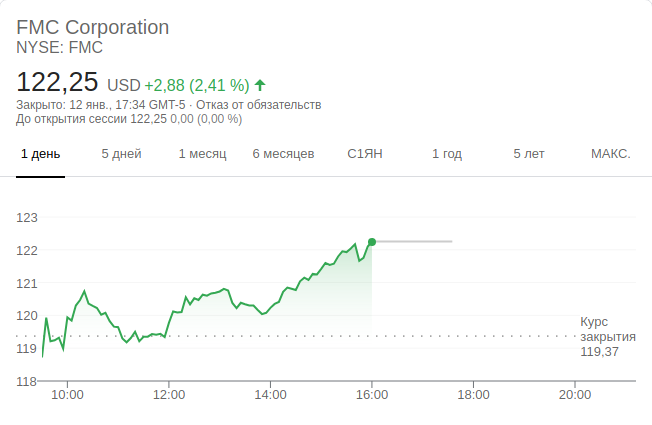 FMC Corporation
NYSE: FMC
122,25 USD +2,88 (2,41 %)
Закрыто: 12 янв., 17:34 GMT-5 · Отказ от обязательств
До открытия сессии 122,25 0,00 (0,00 %)
1 день 5 дней 1 месяц 6 месяцев С1ЯН 1 год 5 лет МАКС.
123
122
121
120
119
118
Курс
закрытия
119,37
10:00 12:00 14:00 16:00 18:00 20:00